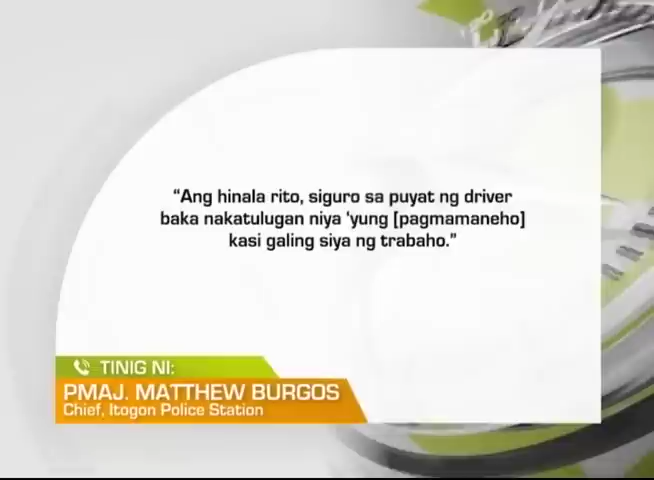 “Ang hinala rito, siguro sa puyat ng driver
baka nakatulugan niya ‘yung [pagmamaneho]
kasi galing siya ng trabaho.”
TINIG NI:
PMAJ. MATTHEW BURGOS
Chief, Itogon Police Station